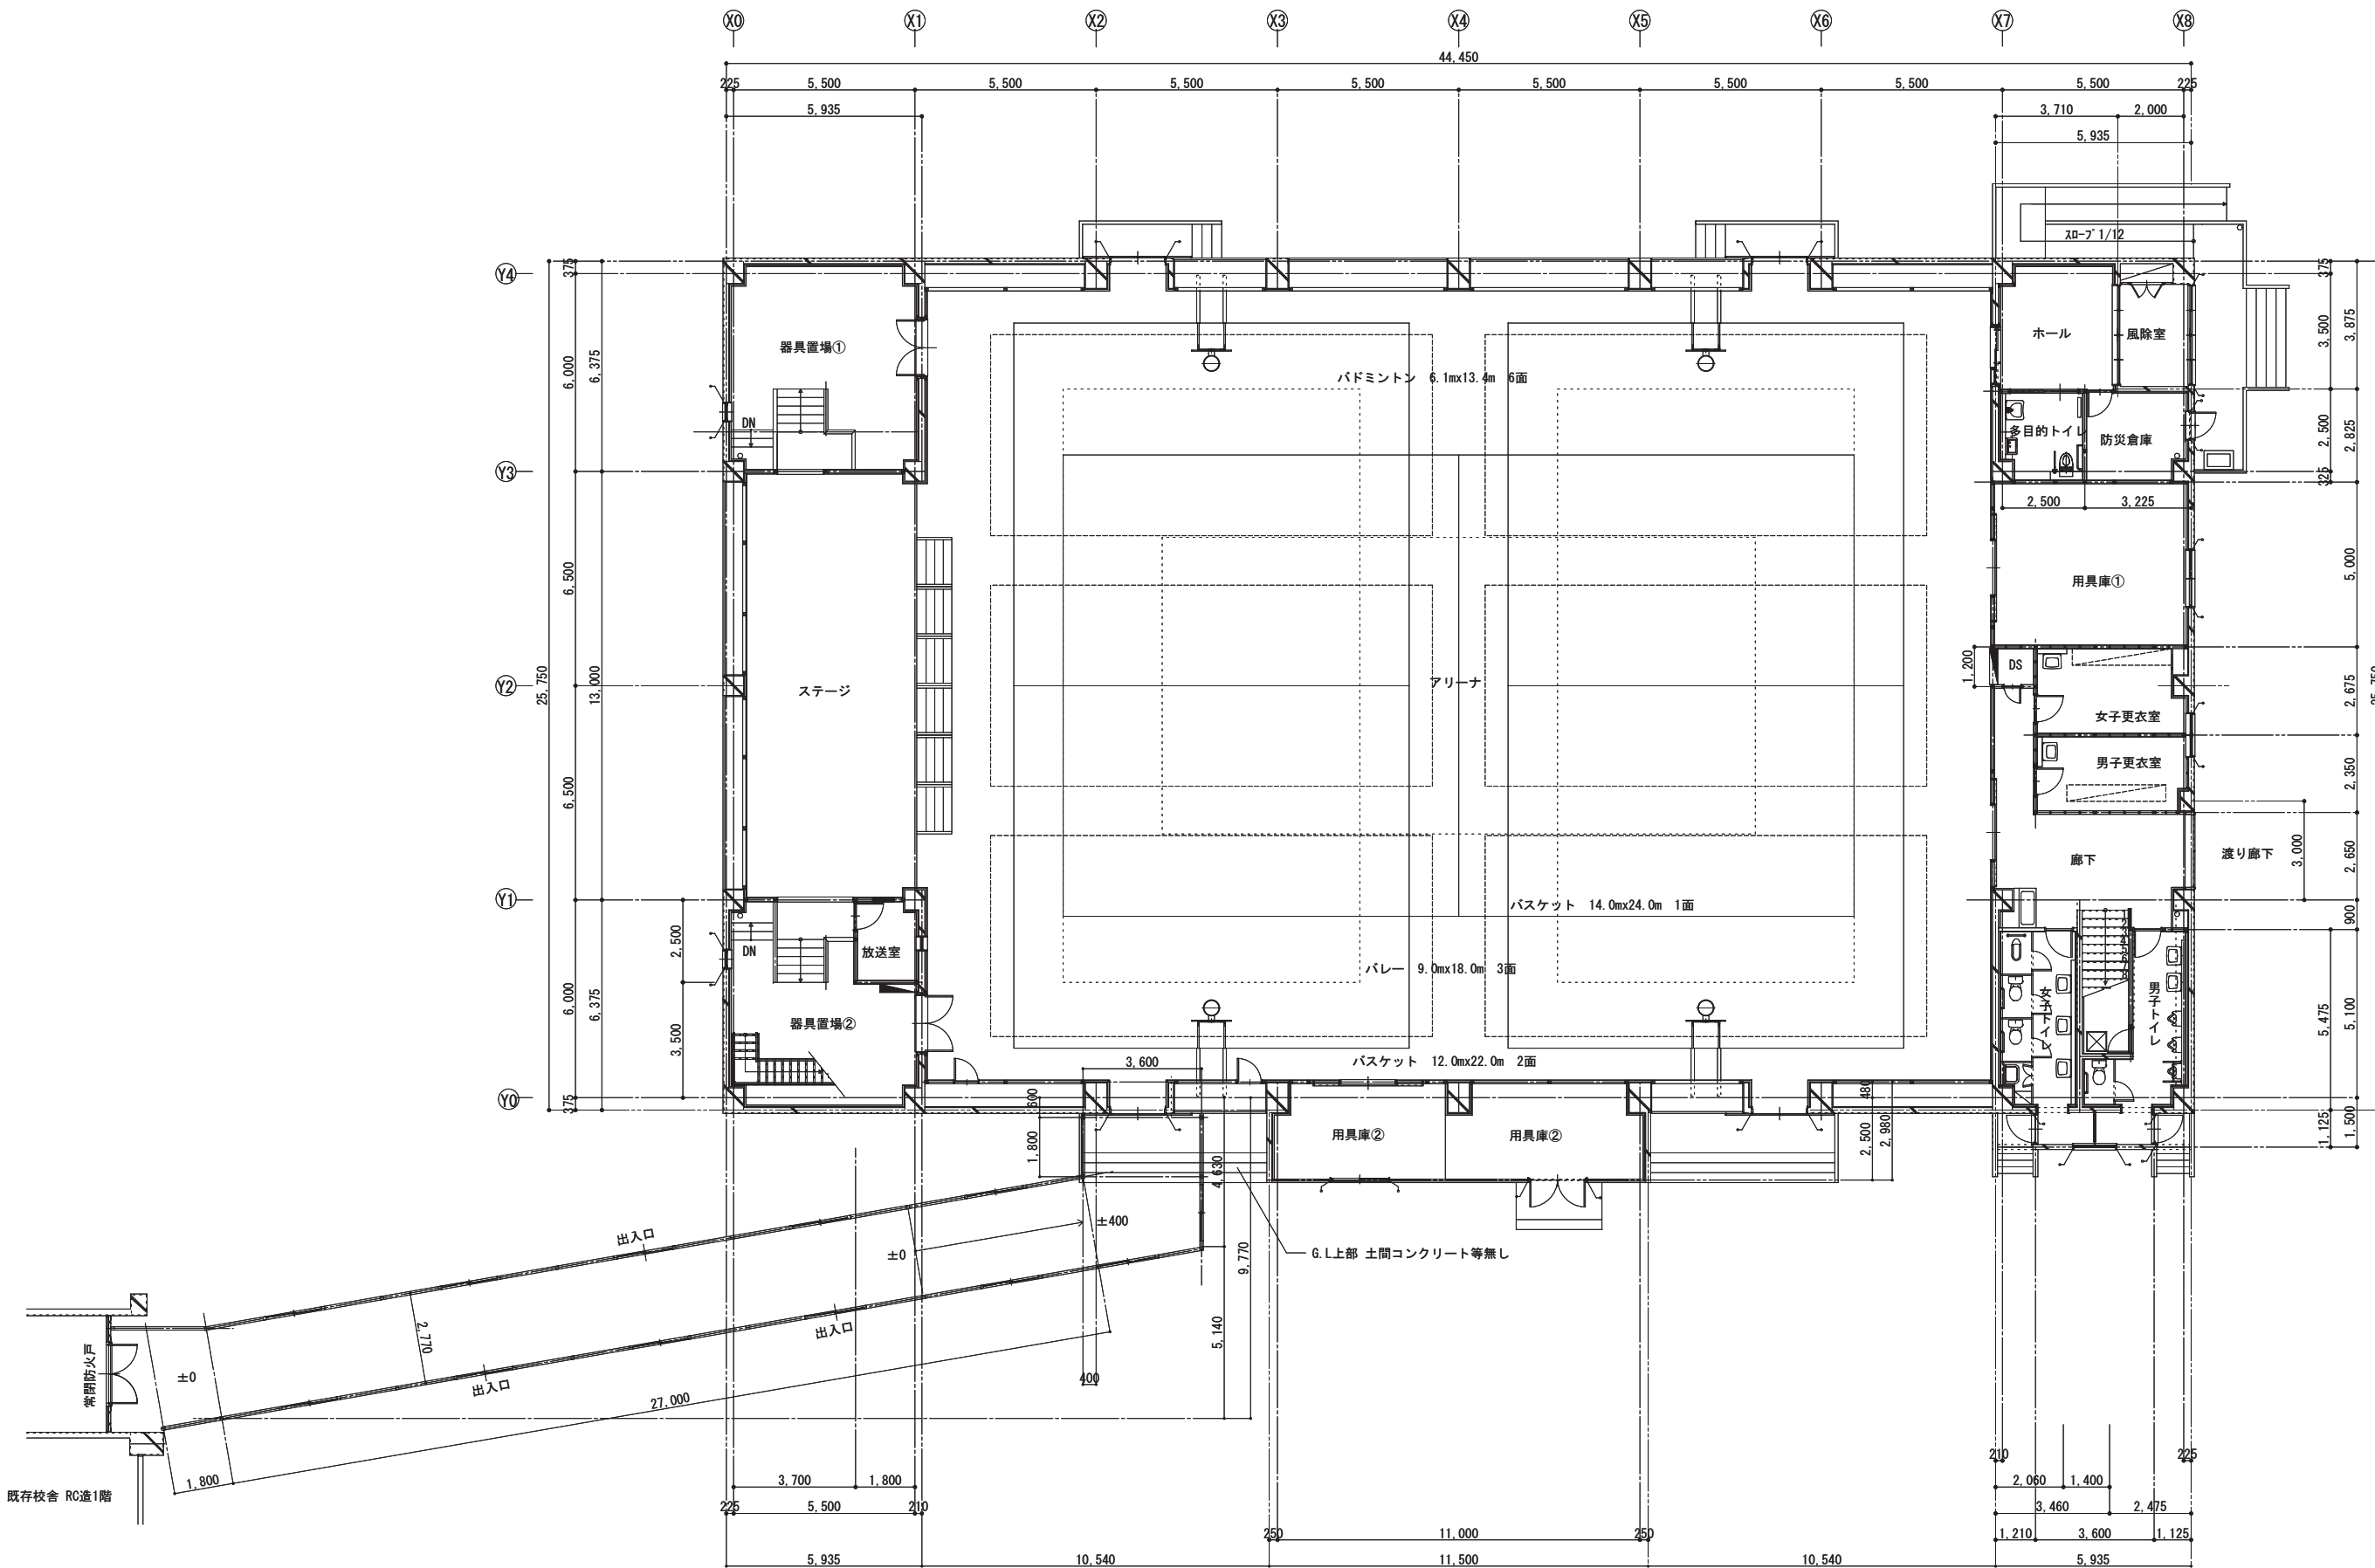 X0 X1 X2 X3 X4 X5 X6 X7 X8
44,450
225 5,500 5,500 5,500 5,500 5,500 5,500 5,500 5,500 225
5,935
3,710 2,000
5,935
スロープ 1/12
Y4
Y3
Y2
Y1
Y0
25,750
375
6,000
6,500
6,500
6,000
375
6,375
13,000
6,375
器具置場①
DN
ステージ
2,500
3,500
DN
放送室
器具置場②
バドミントン 6.1mx13.4m 6面
アリーナ
バスケット 14.0mx24.0m 1面
バレー 9.0mx18.0m 3面
バスケット 12.0mx22.0m 2面
ホール
風除室
多目的トイレ
防災倉庫
2,500 3,225
用具庫①
1,200
DS
女子更衣室
男子更衣室
廊下
渡り廊下
3,000
女子トイレ
男子トイレ
375
3,500
2,500
325
3,875
2,825
5,000
2,675
2,350
2,650
900
5,475
5,100
1,125
1,500
25,750
3,600
600
1,800
4,630
9,770
5,140
400
用具庫②
用具庫②
480
2,500
2,980
G.L上部 土間コンクリート等無し
出入口
±400
±0
出入口
出入口
2,770
27,000
±0
1,800
常閉防火戸
既存校舎 RC造1階
3,700 1,800
225 5,500 210
250 11,000 250
5,935 10,540 11,500 10,540 5,935
210 225
2,060 1,400
3,460 2,475
1,210 3,600 1,125